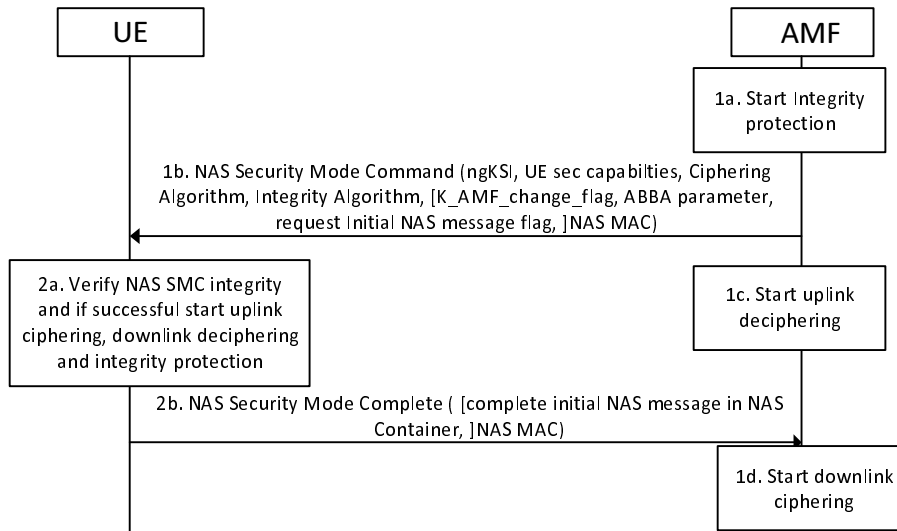 UE
AMF
1a. Start Integrity
protection
1b. NAS Security Mode Command (ngKSI, UE sec capabilties, Ciphering
Algorithm, Integrity Algorithm, [K_AMF_change_flag, ABBA parameter,
request Initial NAS message flag, ]NAS MAC)
2a. Verify NAS SMC integrity
and if successful start uplink
ciphering, downlink deciphering
and integrity protection
1c. Start uplink
deciphering
2b. NAS Security Mode Complete ( [complete initial NAS message in NAS
Container, ]NAS MAC)
1d. Start downlink
ciphering